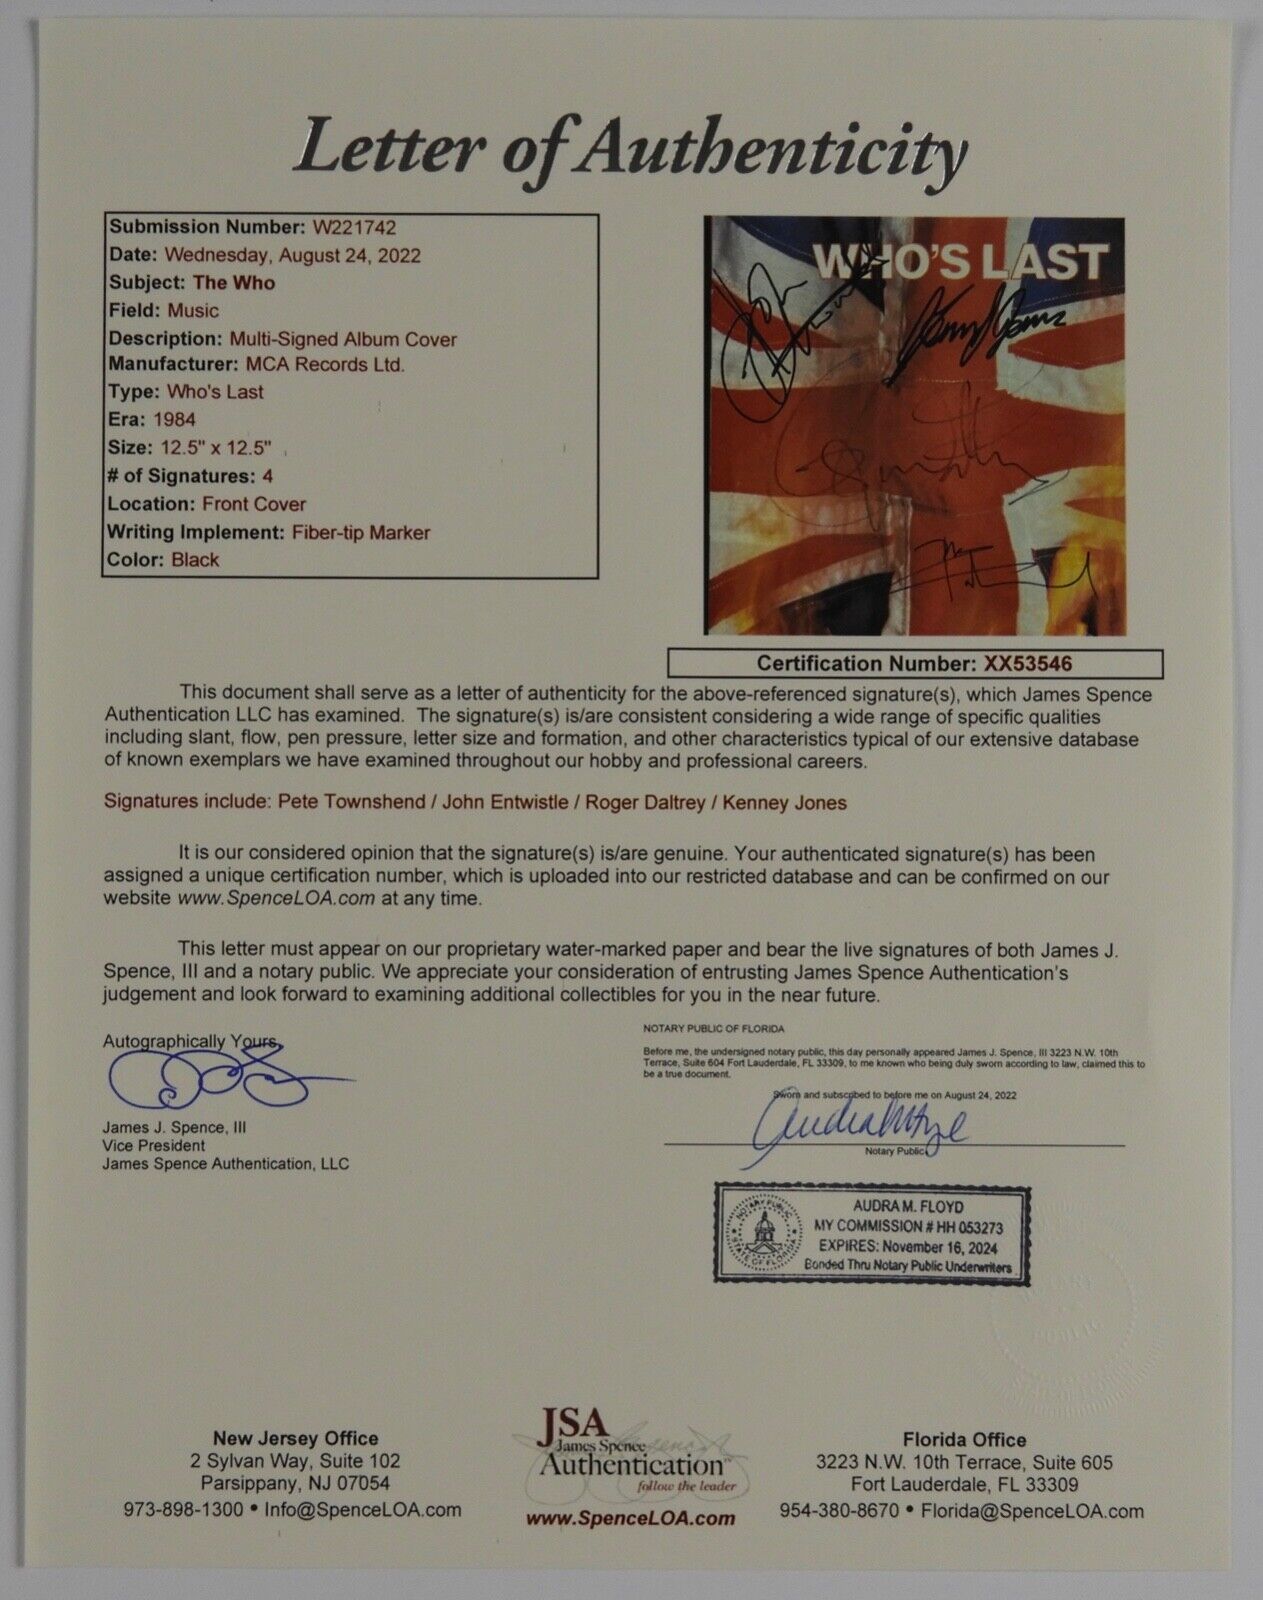 Letter of Authenticity
Submission Number: W221742
Date: Wednesday, August 24, 2022
Subject: The Who
Field: Music
Description: Multi-Signed Album Cover
Manufacturer: MCA Records Ltd.
Type: Who's Last
Era: 1984
Size: 12.5" x 12.5"
# of Signatures: 4
Location: Front Cover
Writing Implement: Fiber-tip Marker
Color: Black
WHO'S LAST
Certification Number: XX53546
This document shall serve as a letter of authenticity for the above-referenced signature(s), which James Spence
Authentication LLC has examined. The signature(s) is/are consistent considering a wide range of specific qualities
including slant, flow, pen pressure, letter size and formation, and other characteristics typical of our extensive database
of known exemplars we have examined throughout our hobby and professional careers.
Signatures include: Pete Townshend / John Entwistle / Roger Daltrey / Kenney Jones
It is our considered opinion that the signature(s) is/are genuine. Your authenticated signature(s) has been
assigned a unique certification number, which is uploaded into our restricted database and can be confirmed on our
website www.SpenceLOA.com at any time.
This letter must appear on our proprietary water-marked paper and bear the live signatures of both James J.
Spence, III and a notary public. We appreciate your consideration of entrusting James Spence Authentication's
judgement and look forward to examining additional collectibles for you in the near future.
Autographically Yours,
James J. Spence, III
Vice President
James Spence Authentication, LLC
NOTARY PUBLIC OF FLORIDA
Before me, the undersigned notary public, this day personally appeared James J. Spence, III 3223 N.W. 10th
Terrace, Suite 604 Fort Lauderdale, FL 33309, to me known who being duly sworn according to law, claimed this to
be a true document.
Sworn and subscribed to before me on August 24, 2022
Notary Public
NOTARY PUBLIC
STATE OF FLORIDA
AUDRA M. FLOYD
MY COMMISSION # HH 053273
EXPIRES: November 16, 2024
Bonded Thru Notary Public Underwriters
New Jersey Office
2 Sylvan Way, Suite 102
Parsippany, NJ 07054
973-898-1300 • Info@SpenceLOA.com
JSA
James Spence
Authentication™
follow the leader
www.SpenceLOA.com
Florida Office
3223 N.W. 10th Terrace, Suite 605
Fort Lauderdale, FL 33309
954-380-8670 • Florida@SpenceLOA.com